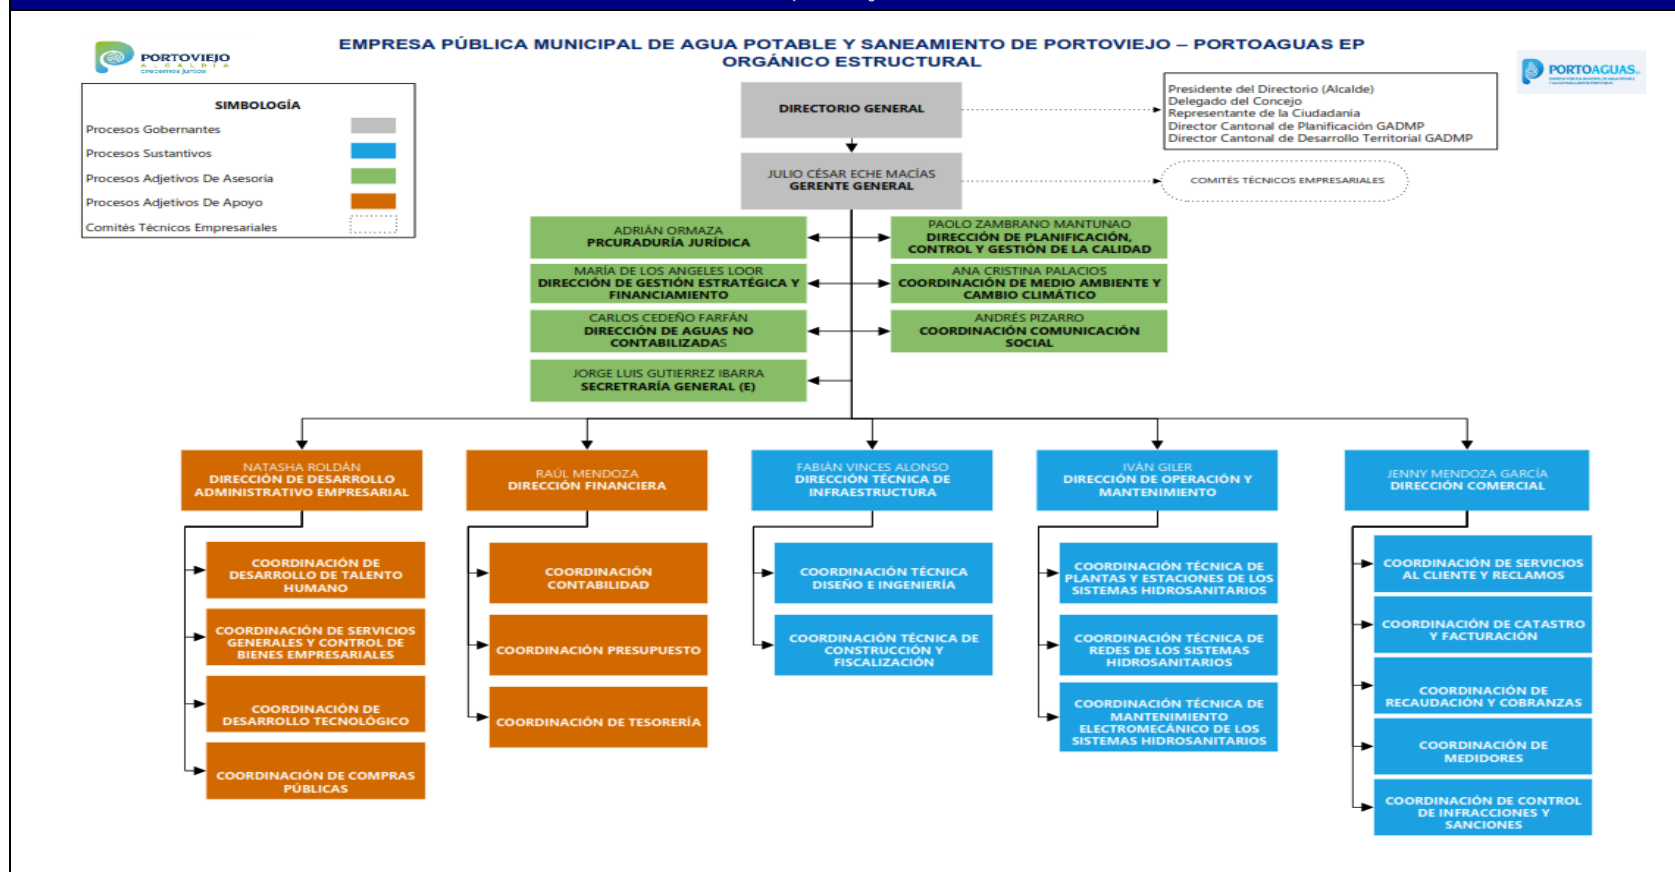 PORTOVIEJO
ALCALDÍA
crecemos juntos
EMPRESA PÚBLICA MUNICIPAL DE AGUA POTABLE Y SANEAMIENTO DE PORTOVIEJO – PORTOAGUAS EP
ORGÁNICO ESTRUCTURAL
PORTOAGUAS
SIMBOLOGÍA
Procesos Gobernantes
Procesos Sustantivos
Procesos Adjetivos De Asesoria
Procesos Adjetivos De Apoyo
Comités Técnicos Empresariales
DIRECTORIO GENERAL
Presidente del Directorio (Alcalde)
Delegado del Concejo
Representante de la Ciudadania
Director Cantonal de Planificación GADMP
Director Cantonal de Desarrollo Territorial GADMP
JULIO CÉSAR ECHE MACÍAS
GERENTE GENERAL
COMITÉS TÉCNICOS EMPRESARIALES
ADRIÁN ORMAZA
PRCURADURÍA JURÍDICA
PAOLO ZAMBRANO MANTUNAO
DIRECCIÓN DE PLANIFICACIÓN,
CONTROL Y GESTIÓN DE LA CALIDAD
MARÍA DE LOS ANGELES LOOR
DIRECCIÓN DE GESTIÓN ESTRATÉGICA Y
FINANCIAMIENTO
ANA CRISTINA PALACIOS
COORDINACIÓN DE MEDIO AMBIENTE Y
CAMBIO CLIMÁTICO
CARLOS CEDEÑO FARFÁN
DIRECCIÓN DE AGUAS NO
CONTABILIZADAS
ANDRÉS PIZARRO
COORDINACIÓN COMUNICACIÓN
SOCIAL
JORGE LUIS GUTIERREZ IBARRA
SECRETRARÍA GENERAL (E)
NATASHA ROLDÁN
DIRECCIÓN DE DESARROLLO
ADMINISTRATIVO EMPRESARIAL
COORDINACIÓN DE
DESARROLLO DE TALENTO
HUMANO
COORDINACIÓN DE SERVICIOS
GENERALES Y CONTROL DE
BIENES EMPRESARIALES
COORDINACIÓN DE
DESARROLLO TECNOLÓGICO
COORDINACIÓN DE COMPRAS
PÚBLICAS
RAÚL MENDOZA
DIRECCIÓN FINANCIERA
COORDINACIÓN
CONTABILIDAD
COORDINACIÓN PRESUPUESTO
COORDINACIÓN DE TESORERÍA
FABIÁN VINCES ALONSO
DIRECCIÓN TÉCNICA DE
INFRAESTRUCTURA
COORDINACIÓN TÉCNICA
DISEÑO E INGENIERÍA
COORDINACIÓN TÉCNICA DE
CONSTRUCCIÓN Y
FISCALIZACIÓN
IVÁN GILER
DIRECCIÓN DE OPERACIÓN Y
MANTENIMIENTO
COORDINACIÓN TÉCNICA DE
PLANTAS Y ESTACIONES DE LOS
SISTEMAS HIDROSANITARIOS
COORDINACIÓN TÉCNICA DE
REDES DE LOS SISTEMAS
HIDROSANITARIOS
COORDINACIÓN TÉCNICA DE
MANTENIMIENTO
ELECTROMECÁNICO DE LOS
SISTEMAS HIDROSANITARIOS
JENNY MENDOZA GARCÍA
DIRECCIÓN COMERCIAL
COORDINACIÓN DE SERVICIOS
AL CLIENTE Y RECLAMOS
COORDINACIÓN DE CATASTRO
Y FACTURACIÓN
COORDINACIÓN DE
RECAUDACIÓN Y COBRANZAS
COORDINACIÓN DE
MEDIDORES
COORDINACIÓN DE CONTROL
DE INFRACCIONES Y
SANCIONES